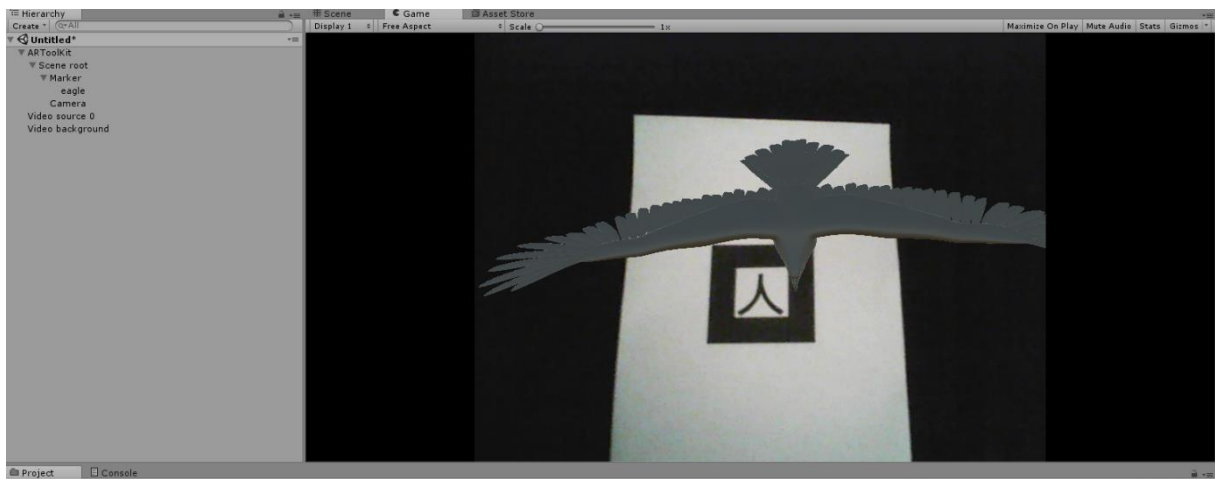 Hierarchy
Create
All
Untitled*
ARToolKit
Scene root
Marker
eagle
Camera
Video source 0
Video background
Scene
Game
Asset Store
Display 1
Free Aspect
Scale
1x
Maximize On Play
Mute Audio
Stats
Gizmos
人
Project
Console